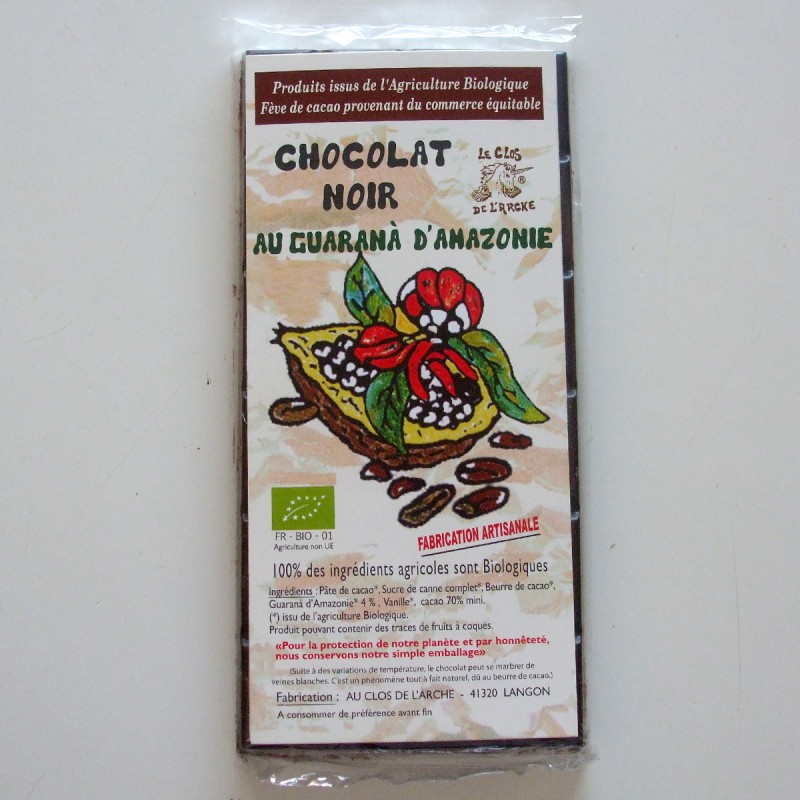 Produits issus de l'Agriculture Biologique
Fève de cacao provenant du commerce équitable
CHOCOLAT
NOIR
LE CLOS
®
DE L'ARCHE
AU GUARANÀ D'AMAZONIE
FR - BIO - 01
Agriculture non UE
FABRICATION ARTISANALE
100% des ingrédients agricoles sont Biologiques
Ingrédients : Pâte de cacao*, Sucre de canne complet*, Beurre de cacao*,
Guaranà d'Amazonie* 4 % , Vanille*, cacao 70% mini.
(*) issu de l'agriculture Biologique.
Produit pouvant contenir des traces de fruits à coques.
«Pour la protection de notre planète et par honnêteté,
nous conservons notre simple emballage»
(Suite à des variations de température, le chocolat peut se marbrer de
veines blanches. C'est un phénomène tout à fait naturel, dû au beurre de cacao.)
Fabrication : AU CLOS DE L'ARCHE - 41320 LANGON
A consommer de préférence avant fin